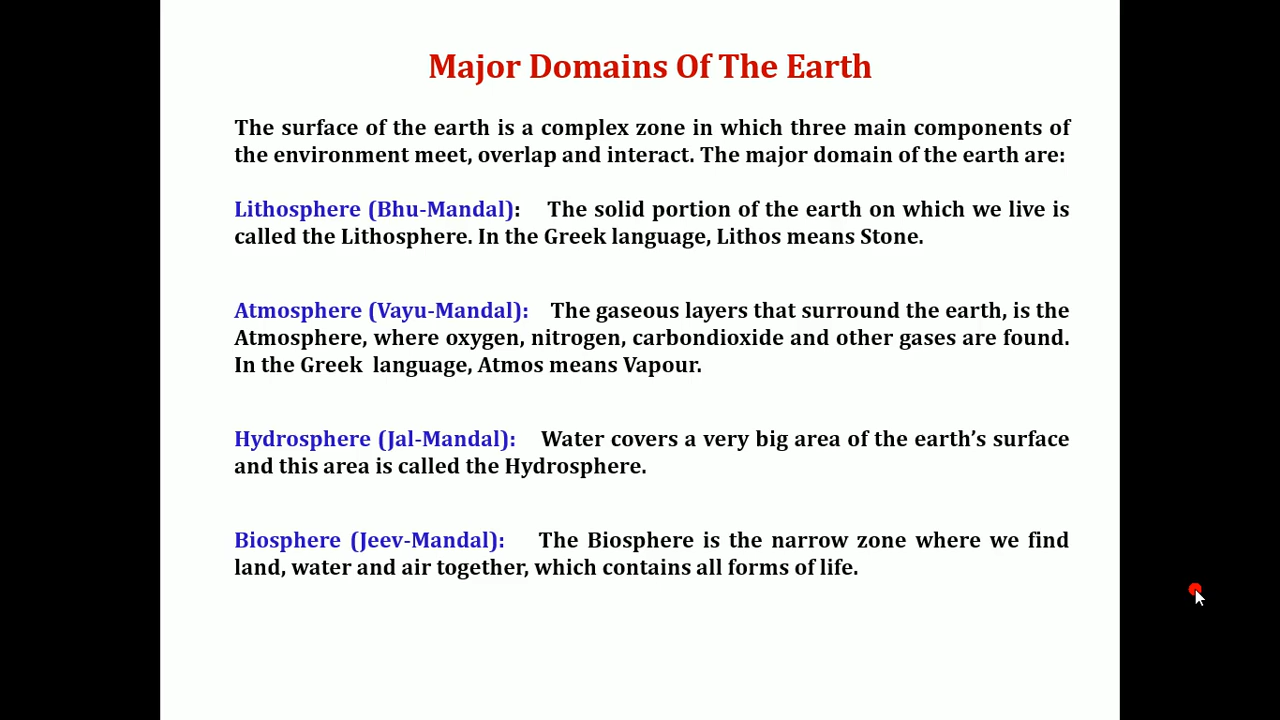 Major Domains Of The Earth
The surface of the earth is a complex zone in which three main components of
the environment meet, overlap and interact. The major domain of the earth are:
Lithosphere (Bhu-Mandal): The solid portion of the earth on which we live is
called the Lithosphere. In the Greek language, Lithos means Stone.
Atmosphere (Vayu-Mandal): The gaseous layers that surround the earth, is the
Atmosphere, where oxygen, nitrogen, carbondioxide and other gases are found.
In the Greek language, Atmos means Vapour.
Hydrosphere (Jal-Mandal): Water covers a very big area of the earth’s surface
and this area is called the Hydrosphere.
Biosphere (Jeev-Mandal): The Biosphere is the narrow zone where we find
land, water and air together, which contains all forms of life.